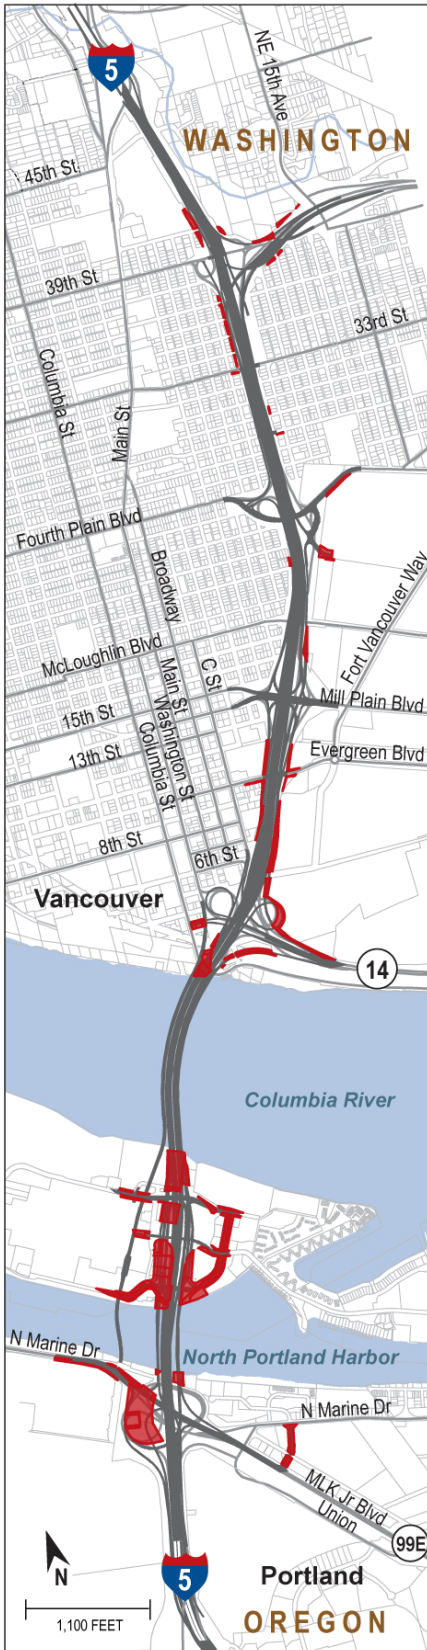 5
NE 15th Ave
WASHINGTON
45th St
39th St
33rd St
Columbia St
Main St
Fourth Plain Blvd
Broadway
Fort Vancouver Way
McLoughlin Blvd
C St
Main St
Mill Plain Blvd
15th St
Washington St
13th St
Columbia St
Evergreen Blvd
8th St
6th St
Vancouver
14
Columbia River
N Marine Dr
North Portland Harbor
N Marine Dr
MLK Jr Blvd
Union
99E
N
5
Portland
1,100 FEET
OREGON